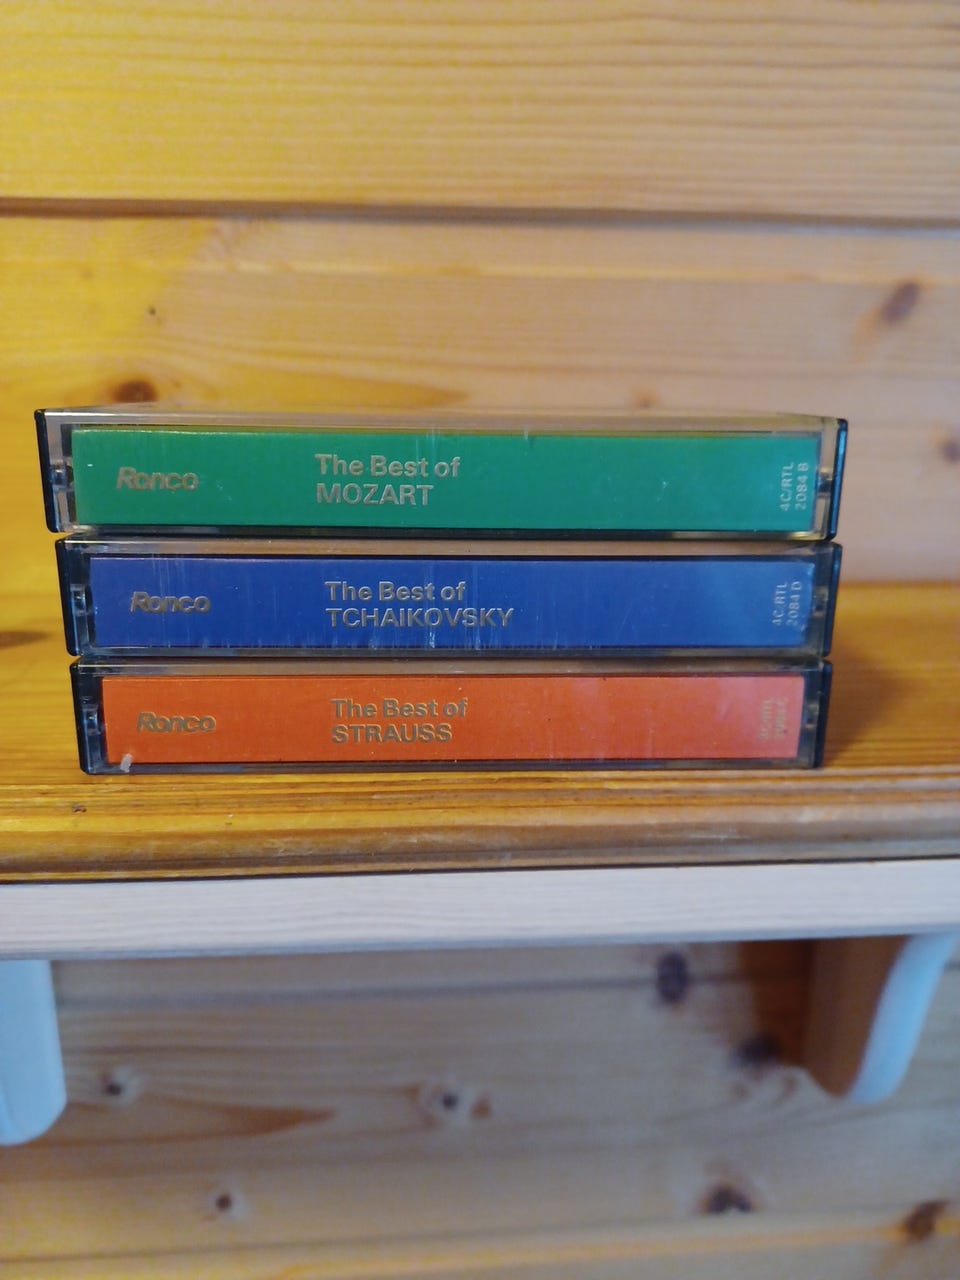 Ronco
The Best of
MOZART
4C/RTL
2084 B
Ronco
The Best of
TCHAIKOVSKY
4C RTL
2084 D
Ronco
The Best of
STRAUSS